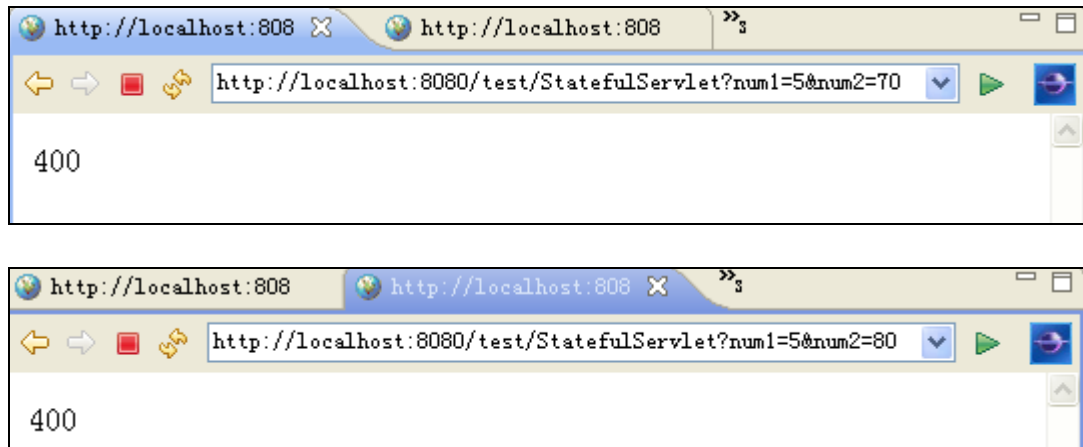 http://localhost:808 http://localhost:808 »3
http://localhost:8080/test/StatefulServlet?num1=5&num2=70
400
http://localhost:808 http://localhost:808 »3
http://localhost:8080/test/StatefulServlet?num1=5&num2=80
400